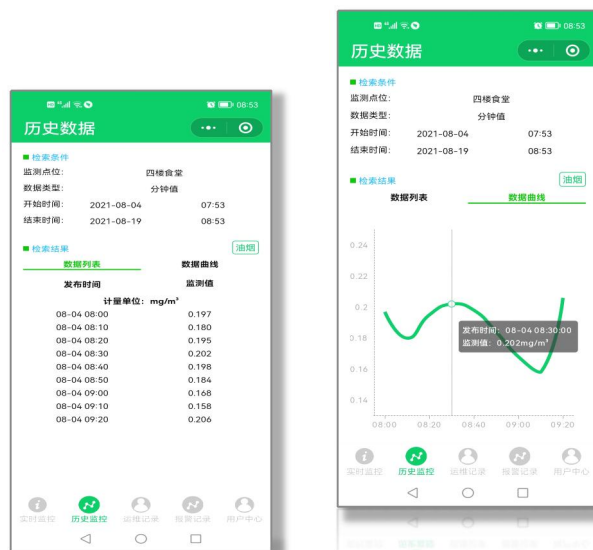 08:53
历史数据
检索条件
监测点位: 四楼食堂
数据类型: 分钟值
开始时间: 2021-08-04 07:53
结束时间: 2021-08-19 08:53
检索结果 油烟
数据列表 数据曲线
发布时间 监测值
计量单位: mg/m³
08-04 08:00 0.197
08-04 08:10 0.180
08-04 08:20 0.195
08-04 08:30 0.202
08-04 08:40 0.198
08-04 08:50 0.184
08-04 09:00 0.168
08-04 09:10 0.158
08-04 09:20 0.206
实时监控 历史监控 运维记录 报警记录 用户中心
08:53
历史数据
检索条件
监测点位: 四楼食堂
数据类型: 分钟值
开始时间: 2021-08-04 07:53
结束时间: 2021-08-19 08:53
检索结果 油烟
数据列表 数据曲线
0.24
0.22
0.2
0.18
0.16
0.14
发布时间: 08-04 08:30:00
监测值: 0.202mg/m³
08:00 08:20 08:40 09:00 09:20
实时监控 历史监控 运维记录 报警记录 用户中心